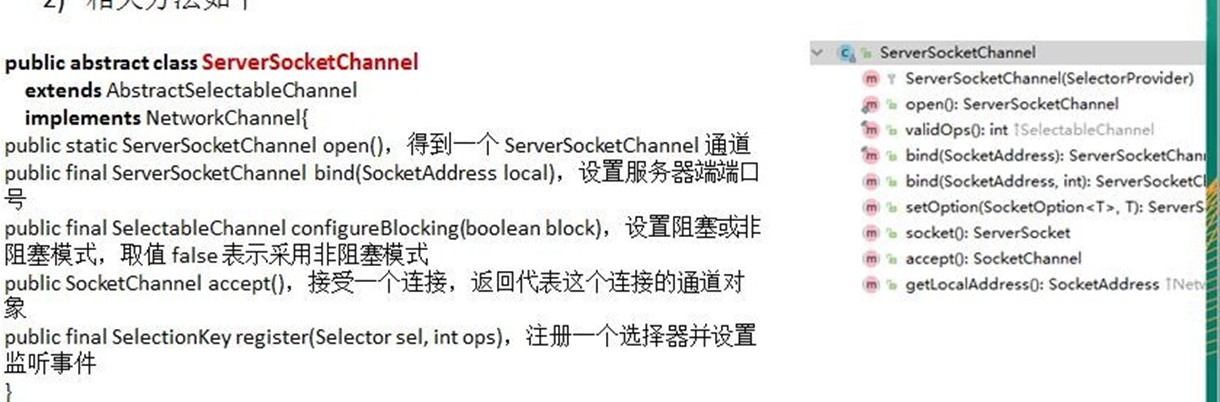 2) 相关方法如下
public abstract class ServerSocketChannel
extends AbstractSelectableChannel
implements NetworkChannel{
public static ServerSocketChannel open()，得到一个 ServerSocketChannel 通道
public final ServerSocketChannel bind(SocketAddress local)，设置服务器端端口
号
public final SelectableChannel configureBlocking(boolean block)，设置阻塞或非
阻塞模式，取值 false 表示采用非阻塞模式
public SocketChannel accept()，接受一个连接，返回代表这个连接的通道对
象
public final SelectionKey register(Selector sel, int ops)，注册一个选择器并设置
监听事件
}
ServerSocketChannel
ServerSocketChannel(SelectorProvider)
open(): ServerSocketChannel
validOps(): int ↑SelectableChannel
bind(SocketAddress): ServerSocketChan
bind(SocketAddress, int): ServerSocketC
setOption(SocketOption<T>, T): ServerS
socket(): ServerSocket
accept(): SocketChannel
getLocalAddress(): SocketAddress ↑Netv